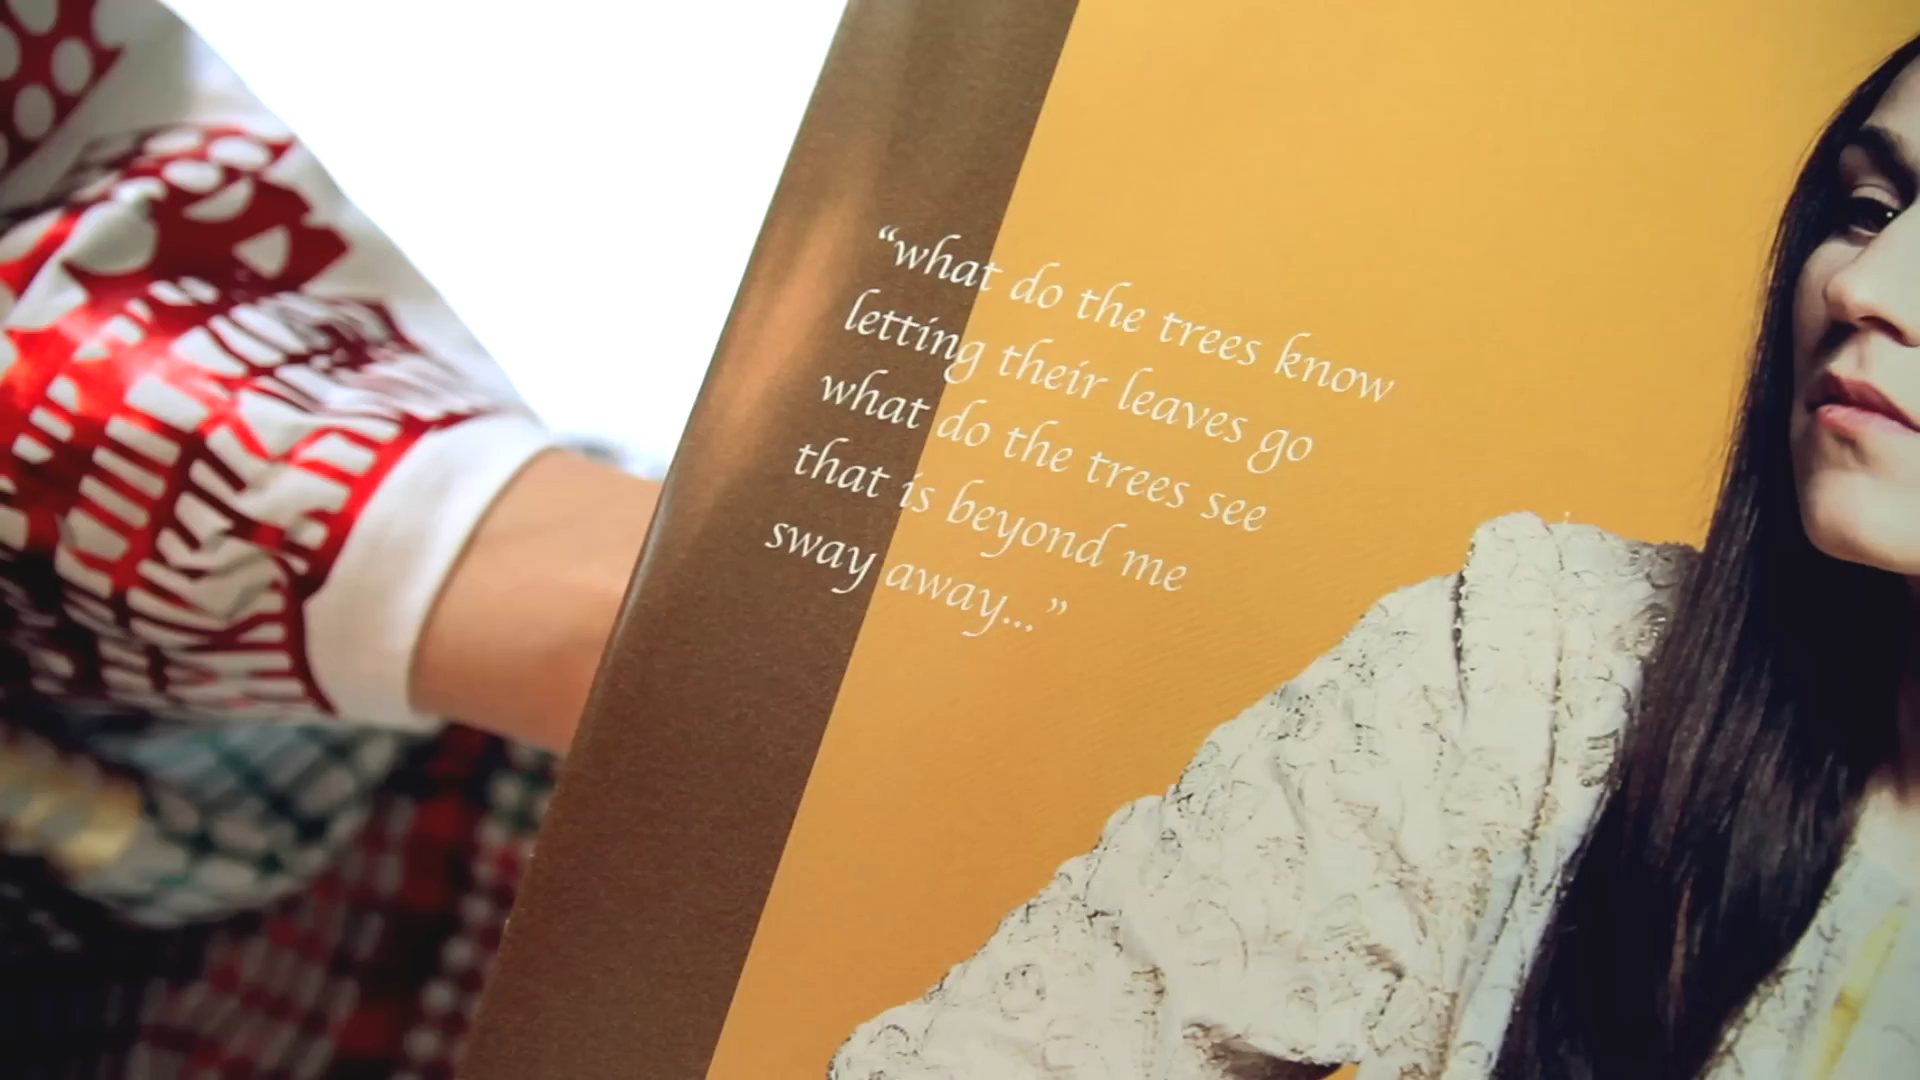 “what do the trees know
letting their leaves go
what do the trees see
that is beyond me
sway away...”